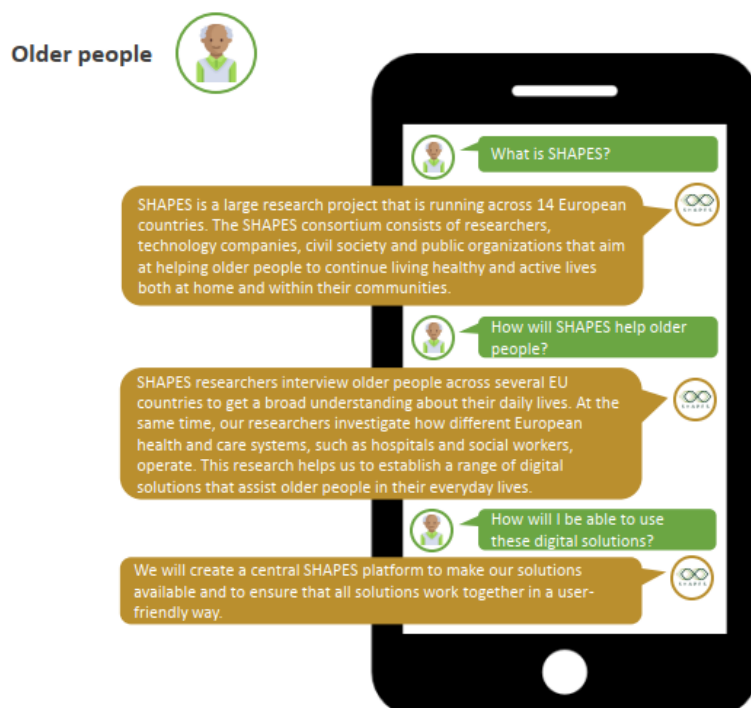 Older people
What is SHAPES?
SHAPES is a large research project that is running across 14 European
countries. The SHAPES consortium consists of researchers,
technology companies, civil society and public organizations that aim
at helping older people to continue living healthy and active lives
both at home and within their communities.
SHAPES
How will SHAPES help older
people?
SHAPES researchers interview older people across several EU
countries to get a broad understanding about their daily lives. At the
same time, our researchers investigate how different European
health and care systems, such as hospitals and social workers,
operate. This research helps us to establish a range of digital
solutions that assist older people in their everyday lives.
SHAPES
How will I be able to use
these digital solutions?
We will create a central SHAPES platform to make our solutions
available and to ensure that all solutions work together in a user-
friendly way.
SHAPES